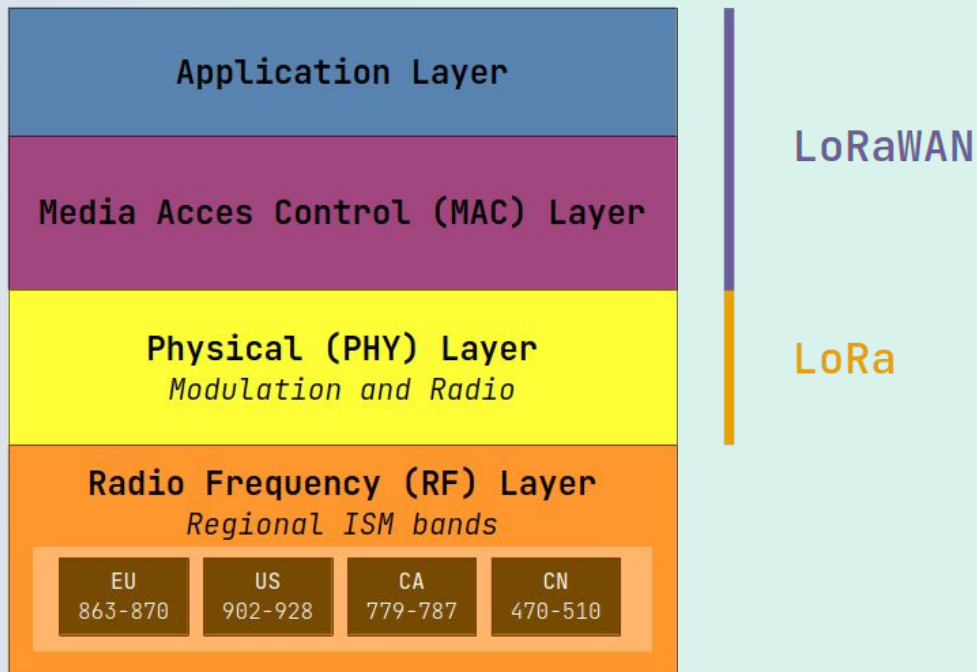 Application Layer
LoRaWAN
Media Acces Control (MAC) Layer
Physical (PHY) Layer
Modulation and Radio
LoRa
Radio Frequency (RF) Layer
Regional ISM bands
EU US CA CN
863-870 902-928 779-787 470-510